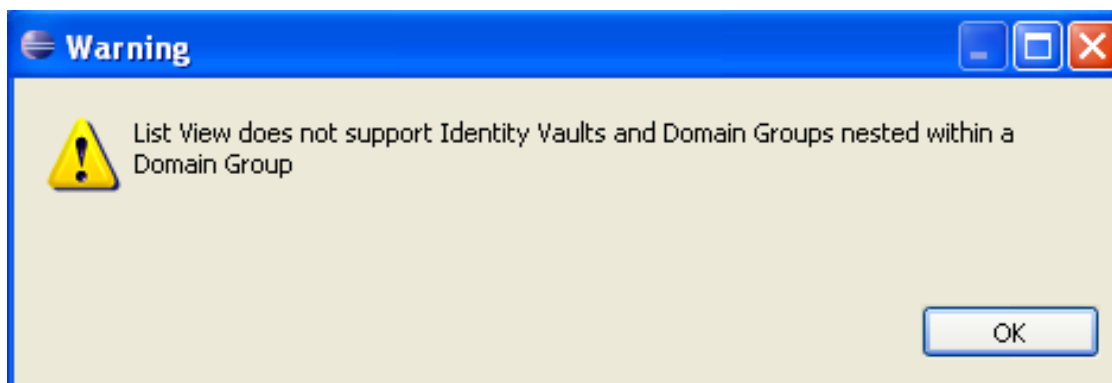 Warning
List View does not support Identity Vaults and Domain Groups nested within a
Domain Group
OK